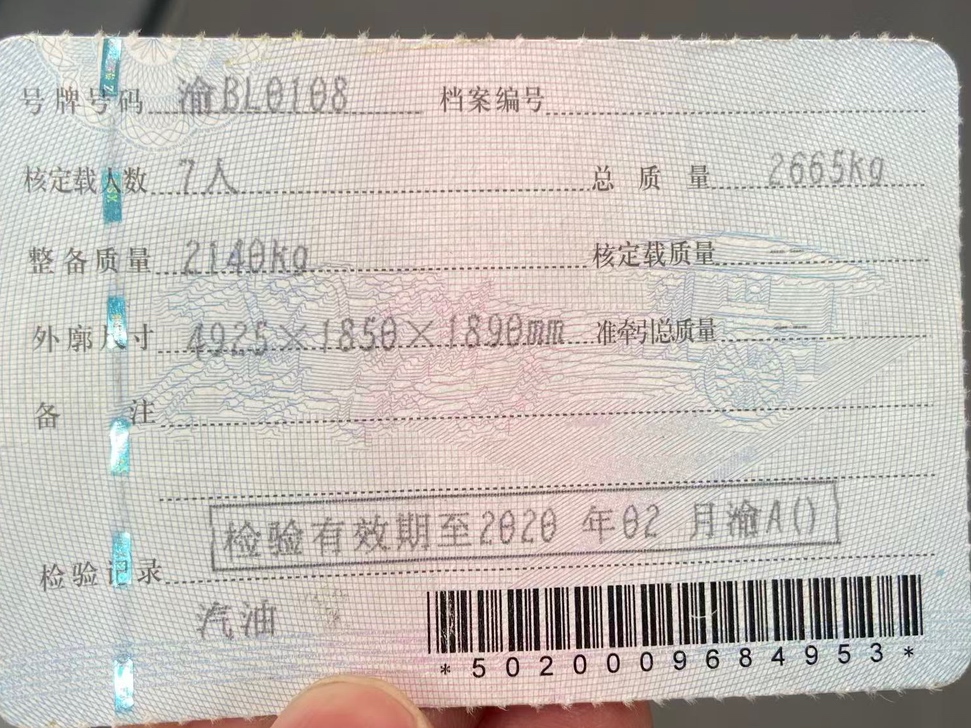 号牌号码 渝BL0108 档案编号
核定载人数 7人 总质量 2665kg
整备质量 2140kg 核定载质量 --
外廓尺寸 4925×1850×1890mm 准牵引总质量 --
备注
检验有效期至2020 年02 月渝A()
检验记录
汽油
*5020009684953*